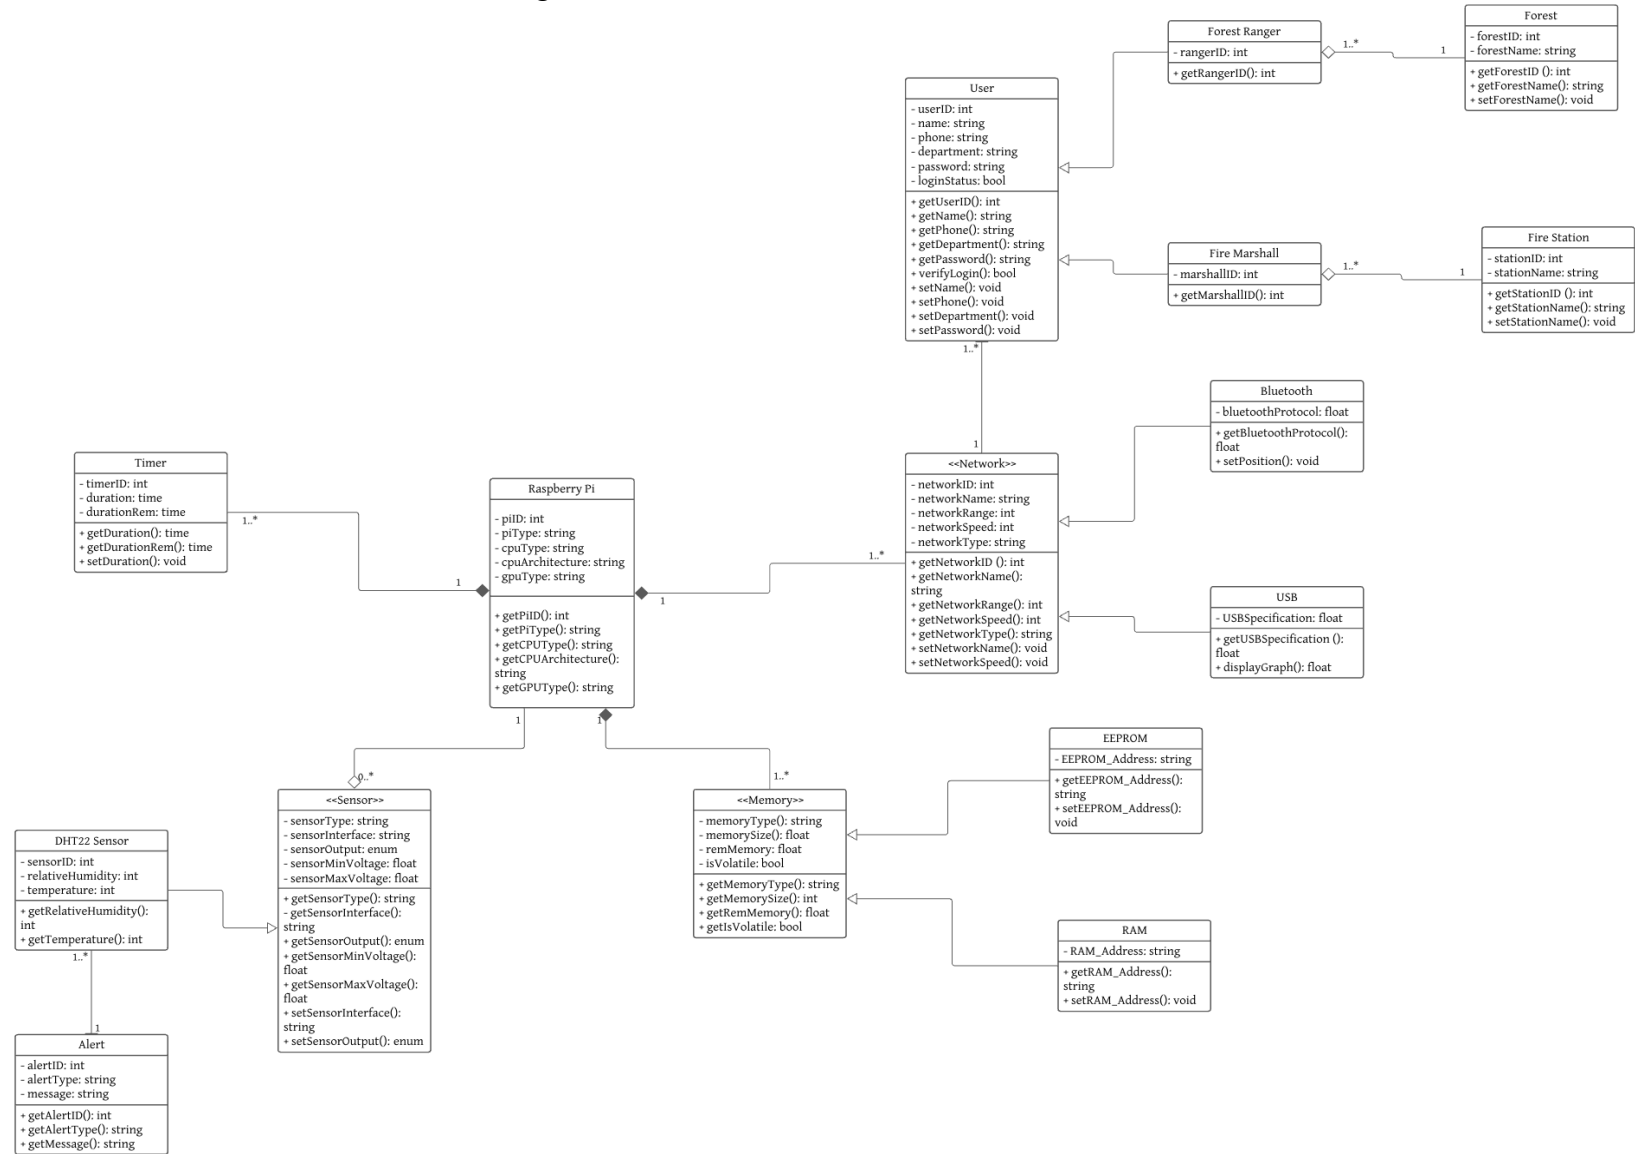 Forest
- forestID: int
- forestName: string
+ getForestID (): int
+ getForestName(): string
+ setForestName(): void
Forest Ranger
- rangerID: int
+ getRangerID(): int
1..*
1
User
- userID: int
- name: string
- phone: string
- department: string
- password: string
- loginStatus: bool
+ getUserID(): int
+ getName(): string
+ getPhone(): string
+ getDepartment(): string
+ getPassword(): string
+ verifyLogin(): bool
+ setName(): void
+ setPhone(): void
+ setDepartment(): void
+ setPassword(): void
Fire Marshall
- marshallID: int
+ getMarshallID(): int
1..*
1
Fire Station
- stationID: int
- stationName: string
+ getStationID (): int
+ getStationName(): string
+ setStationName(): void
1..*
1
Bluetooth
- bluetoothProtocol: float
+ getBluetoothProtocol():
float
+ setPosition(): void
<<Network>>
- networkID: int
- networkName: string
- networkRange: int
- networkSpeed: int
- networkType: string
+ getNetworkID (): int
+ getNetworkName():
string
+ getNetworkRange(): int
+ getNetworkSpeed(): int
+ getNetworkType(): string
+ setNetworkName(): void
+ setNetworkSpeed(): void
USB
- USBSpecification: float
+ getUSBSpecification ():
float
+ displayGraph(): float
Timer
- timerID: int
- duration: time
- durationRem: time
+ getDuration(): time
+ getDurationRem(): time
+ setDuration(): void
1..*
1
Raspberry Pi
- piID: int
- piType: string
- cpuType: string
- cpuArchitecture: string
- gpuType: string
+ getPiID(): int
+ getPiType(): string
+ getCPUType(): string
+ getCPUArchitecture():
string
+ getGPUType(): string
1..*
1
1
1
0..*
1..*
<<Sensor>>
- sensorType: string
- sensorInterface: string
- sensorOutput: enum
- sensorMinVoltage: float
- sensorMaxVoltage: float
+ getSensorType(): string
- getSensorInterface():
string
+ getSensorOutput(): enum
+ getSensorMinVoltage():
float
+ getSensorMaxVoltage():
float
+ setSensorInterface():
string
+ setSensorOutput(): enum
<<Memory>>
- memoryType(): string
- memorySize(): float
- remMemory: float
- isVolatile: bool
+ getMemoryType(): string
+ getMemorySize(): int
+ getRemMemory(): float
+ getIsVolatile: bool
EEPROM
- EEPROM_Address: string
+ getEEPROM_Address():
string
+ setEEPROM_Address():
void
RAM
- RAM_Address: string
+ getRAM_Address():
string
+ setRAM_Address(): void
DHT22 Sensor
- sensorID: int
- relativeHumidity: int
- temperature: int
+ getRelativeHumidity():
int
+ getTemperature(): int
1..*
1
Alert
- alertID: int
- alertType: string
- message: string
+ getAlertID(): int
+ getAlertType(): string
+ getMessage(): string